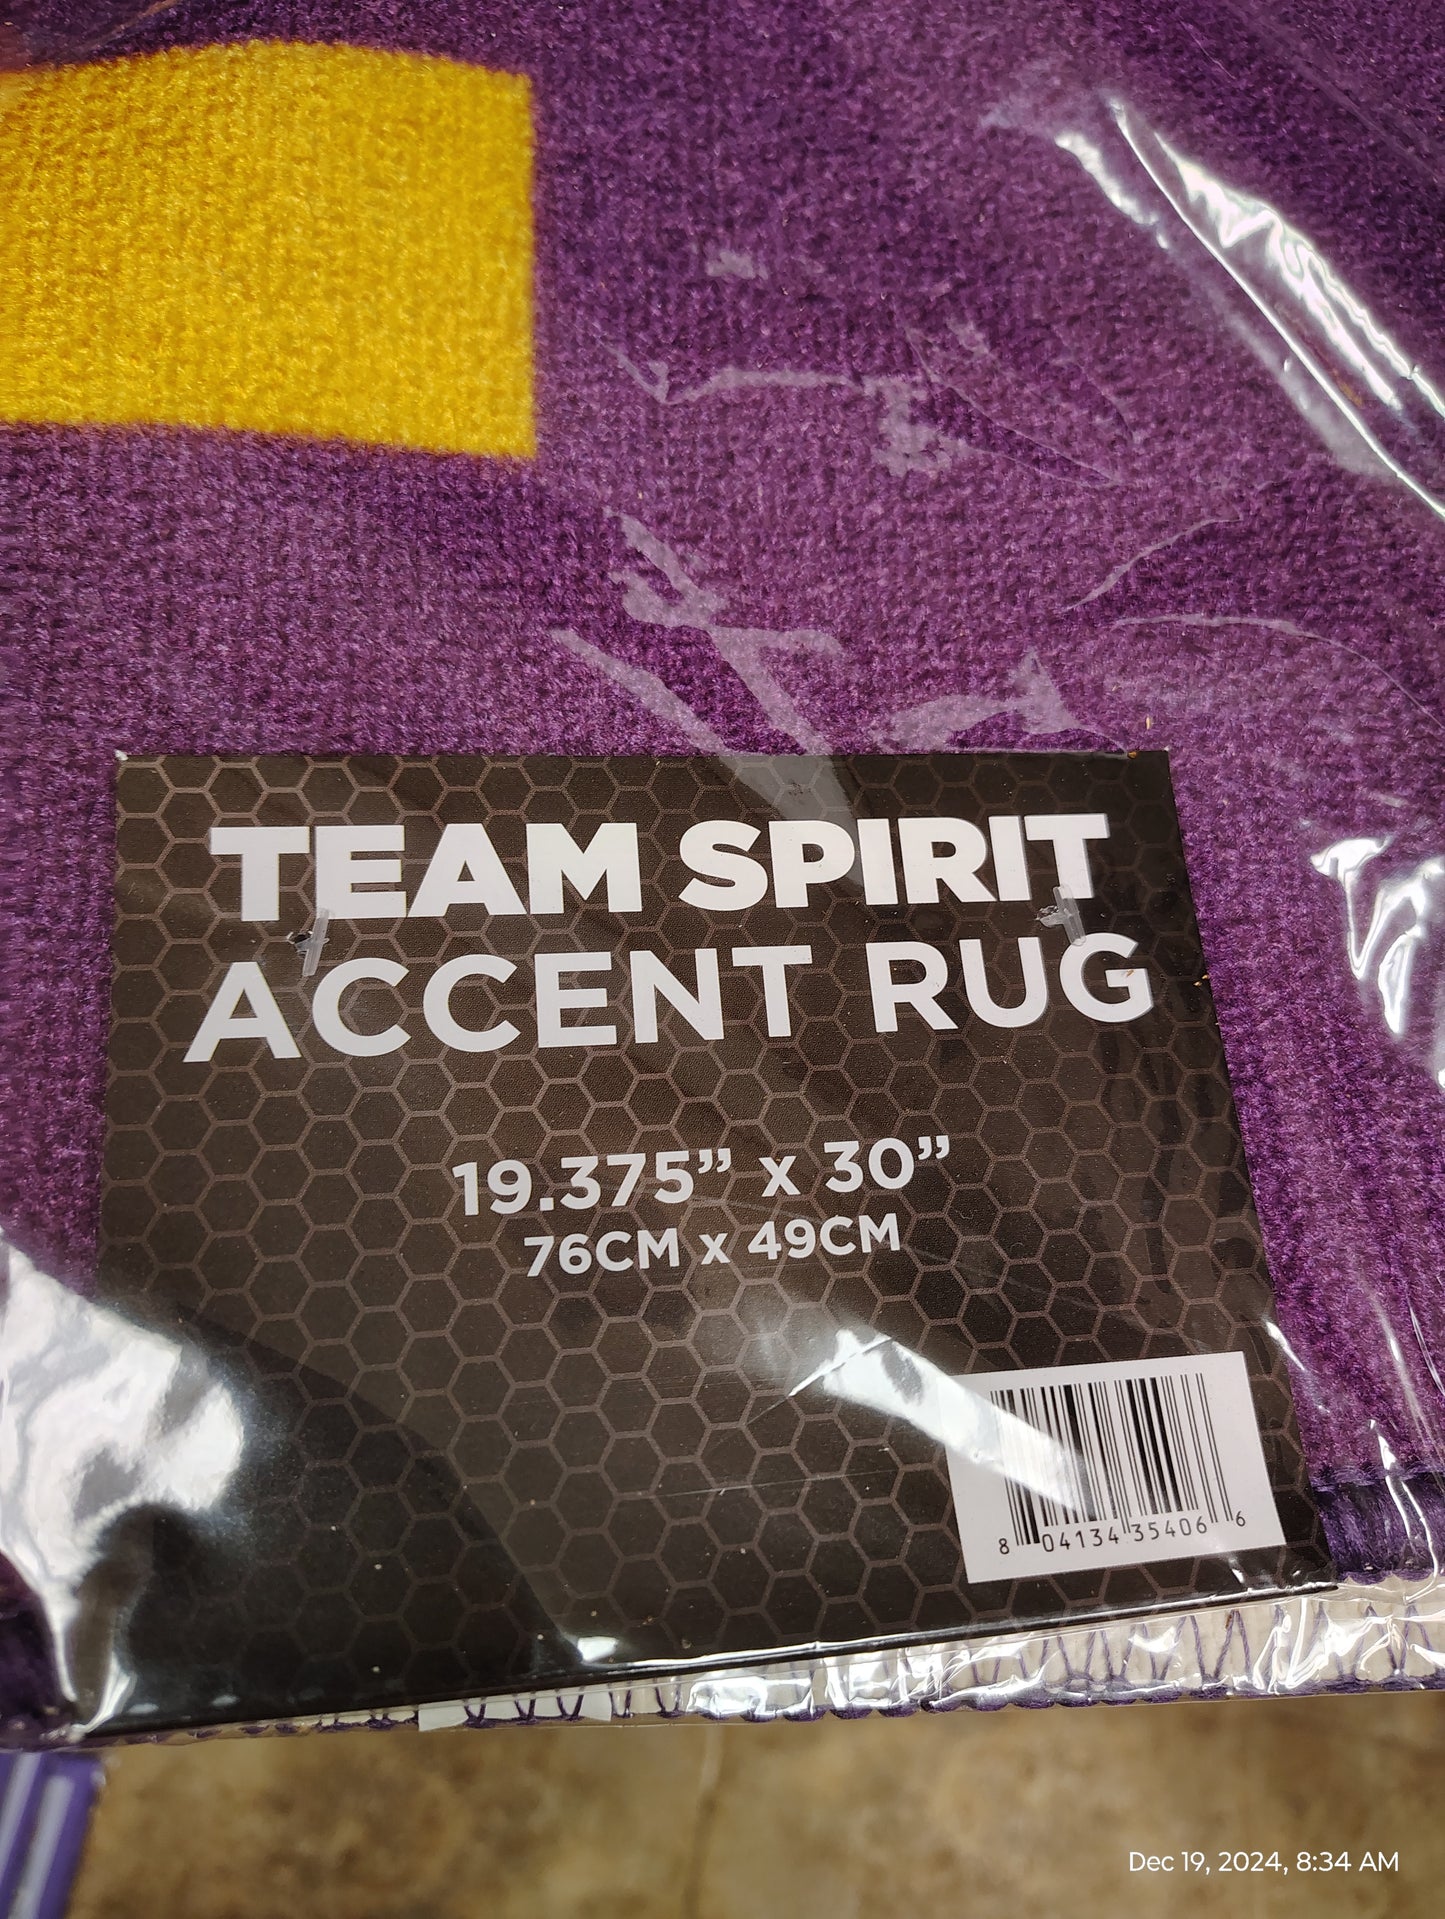 TEAM SPIRIT
ACCENT RUG
19.375” x 30”
76CM x 49CM
8 04134 35406 6
Dec 19, 2024, 8:34 AM